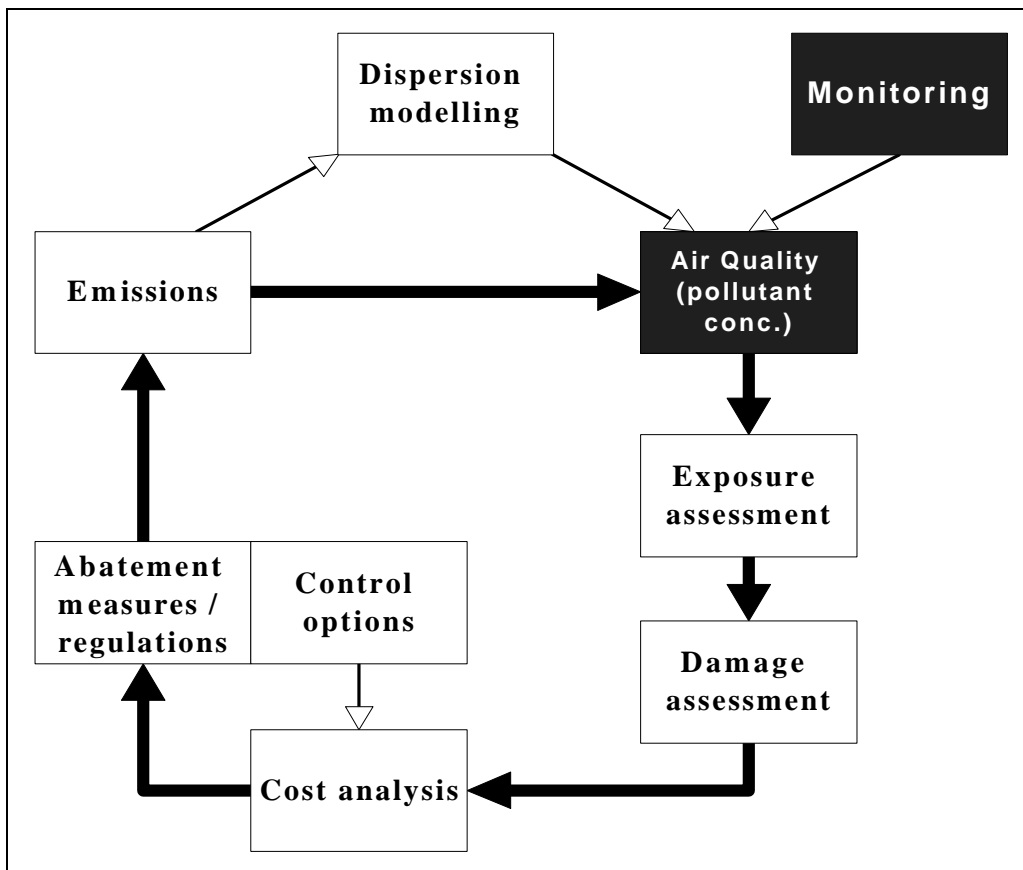 Dispersion
modelling
Monitoring
Emissions
Air Quality
(pollutant
conc.)
Exposure
assessment
Abatement
measures /
regulations
Control
options
Damage
assessment
Cost analysis